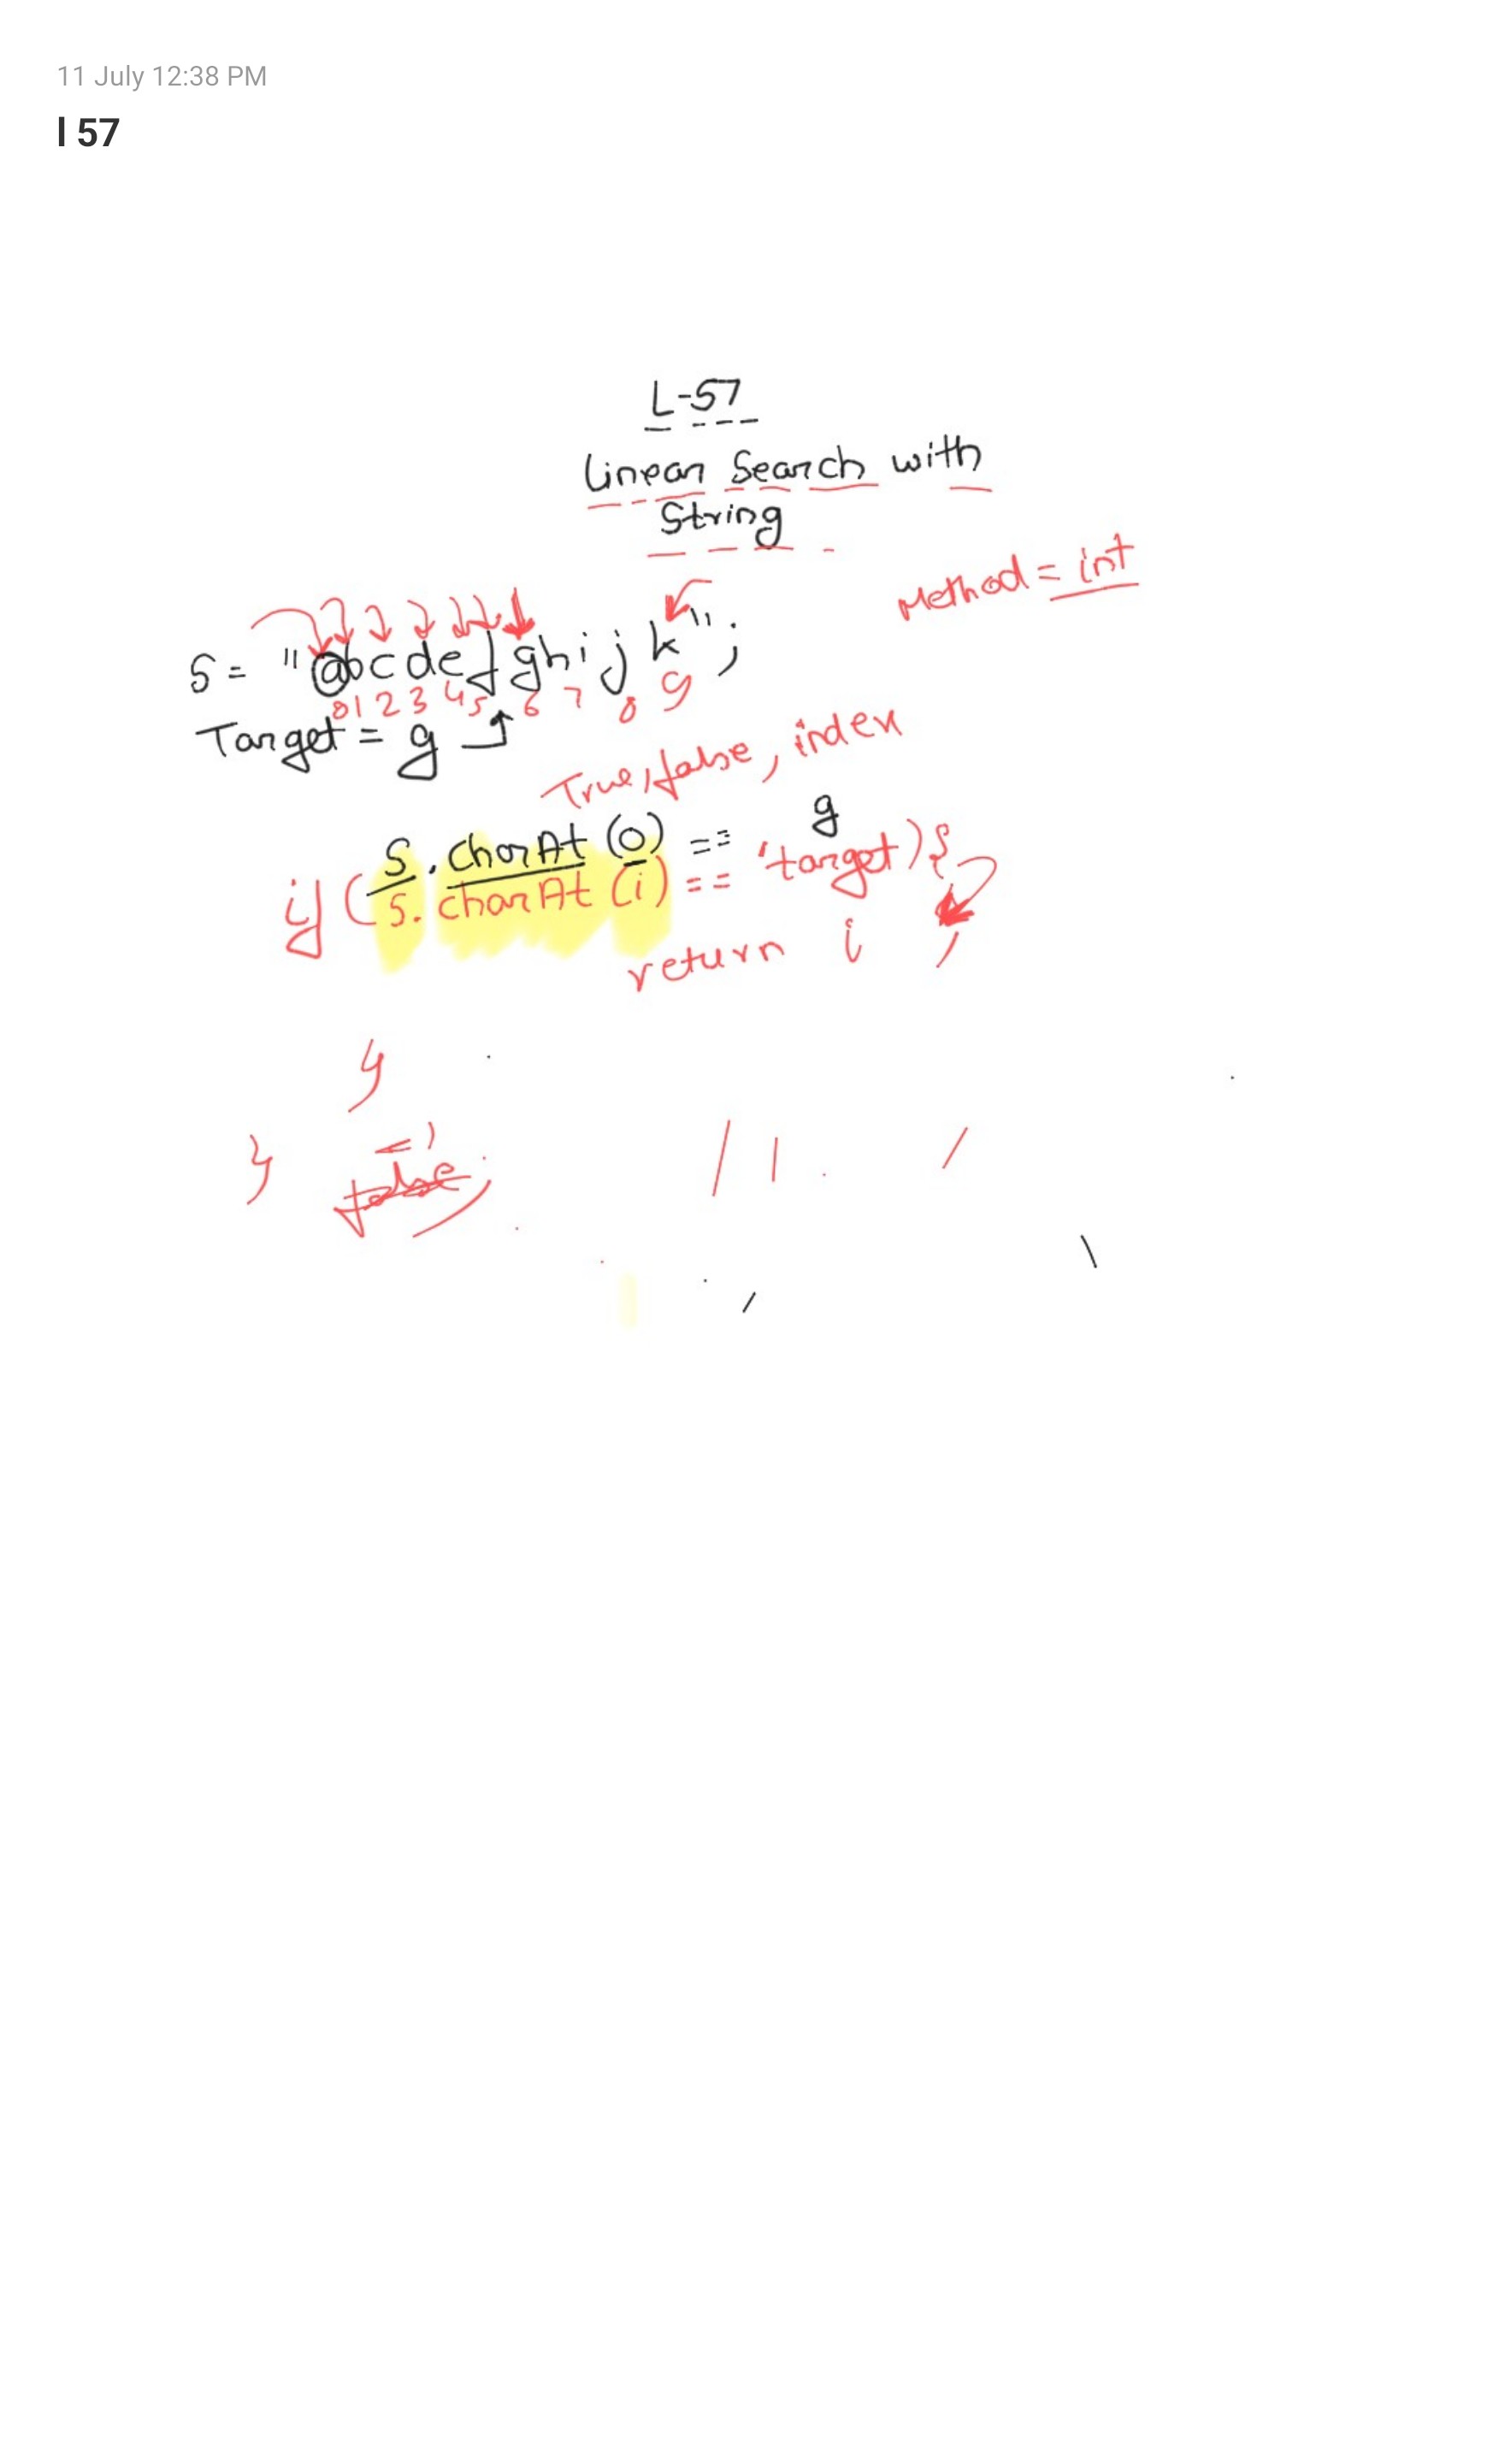 11 July 12:38 PM
l 57
L-57
Linear Search with
String
Method = int
S = "abcdefghijk";
0 1 2 3 4 5 6 7 8 9
Target = g
True, false, index
S.charAt(0) == g
if (S.charAt(i) == 'target){
return i ;
}
}
false;